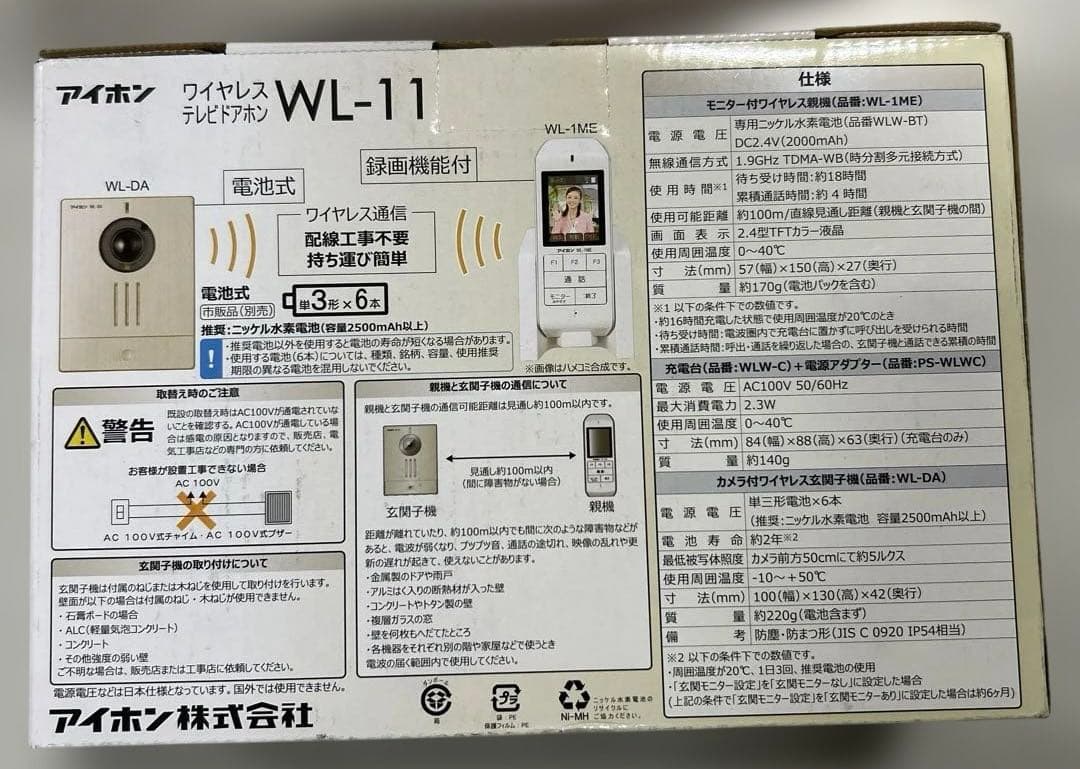 アイホン
ワイヤレス
テレビドアホン
WL-11
WL-DA
電池式
録画機能付
WL-1ME
ワイヤレス通信
配線工事不要
持ち運び簡単
電池式
市販品(別売)
単3形×6本
推奨:ニッケル水素電池(容量2500mAh以上)
・推奨電池以外を使用すると電池の寿命が短くなる場合があります。
・使用する電池(6本)については、種類、銘柄、容量、使用推奨
期限の異なる電池を混用しないでください。
アイホン WL-1ME
F1 F2 F3
通話
モニター
終了
※画像はハメコミ合成です。
取替え時のご注意
警告
既設の取替え時はAC100Vが通電されていな
いことを確認する。AC100Vが通電している場
合は感電の原因となりますので、販売店、電
気工事店などの専門の方に依頼してください。
お客様が設置工事できない場合
AC 100V
AC 100V式チャイム・AC 100V式ブザー
玄関子機の取り付けについて
玄関子機は付属のねじまたは木ねじを使用して取り付けを行います。
壁面が以下の場合は付属のねじ・木ねじが使用できません。
・石膏ボードの場合
・ALC(軽量気泡コンクリート)
・コンクリート
・その他強度の弱い壁
ご不明な場合は、販売店または工事店に依頼してください。
電源電圧などは日本仕様となっています。国外では使用できません。
アイホン株式会社
親機と玄関子機の通信について
親機と玄関子機の通信可能距離は見通し約100m以内です。
見通し約100m以内
(間に障害物がない場合)
玄関子機
親機
距離が離れていたり、約100m以内でも間に次のような障害物などが
あると、電波が弱くなり、プツプツ音、通話の途切れ、映像の乱れや更
新の遅れが起きて、使えないことがあります。
・金属製のドアや雨戸
・アルミはく入りの断熱材が入った壁
・コンクリートやトタン製の壁
・複層ガラスの窓
・壁を何枚もへだてたところ
・各機器をそれぞれ別の階や家屋などで使うとき
電波の届く範囲内で使用してください。
ダンボール
箱
プラ
袋:PE
保護フィルム:PE
Ni-MH
ニッケル水素電池の
リサイクルに
ご協力ください。
仕様
モニター付ワイヤレス親機(品番:WL-1ME)
電源電圧 専用ニッケル水素電池(品番WLW-BT)
DC2.4V(2000mAh)
無線通信方式 1.9GHz TDMA-WB(時分割多元接続方式)
使用時間※1 待ち受け時間:約18時間
累積通話時間:約4時間
使用可能距離 約100m/直線見通し距離(親機と玄関子機の間)
画面表示 2.4型TFTカラー液晶
使用周囲温度 0～40℃
寸法(mm) 57(幅)×150(高)×27(奥行)
質量 約170g(電池パックを含む)
※1 以下の条件下での数値です。
・約16時間充電した状態で使用周囲温度が20℃のとき
・待ち受け時間:電波圏内で充電台に置かずに呼び出しを受けられる時間
・累積通話時間:呼出・通話を繰り返した場合の、玄関子機と通話できる累積の時間
充電台(品番:WLW-C)+電源アダプター(品番:PS-WLWC)
電源電圧 AC100V 50/60Hz
最大消費電力 2.3W
使用周囲温度 0～40℃
寸法(mm) 84(幅)×88(高)×63(奥行)(充電台のみ)
質量 約140g
カメラ付ワイヤレス玄関子機(品番:WL-DA)
電源電圧 単三形電池×6本
(推奨:ニッケル水素電池 容量2500mAh以上)
電池寿命 約2年※2
最低被写体照度 カメラ前方50cmにて約5ルクス
使用周囲温度 -10～+50℃
寸法(mm) 100(幅)×130(高)×42(奥行)
質量 約220g(電池含まず)
備考 防塵・防まつ形(JIS C 0920 IP54相当)
※2 以下の条件下での数値です。
・周囲温度が20℃、1日3回、推奨電池の使用
・「玄関モニター設定」を「玄関モニターなし」に設定した場合
(上記の条件で「玄関モニター設定」を「玄関モニターあり」に設定した場合は約6ヶ月)